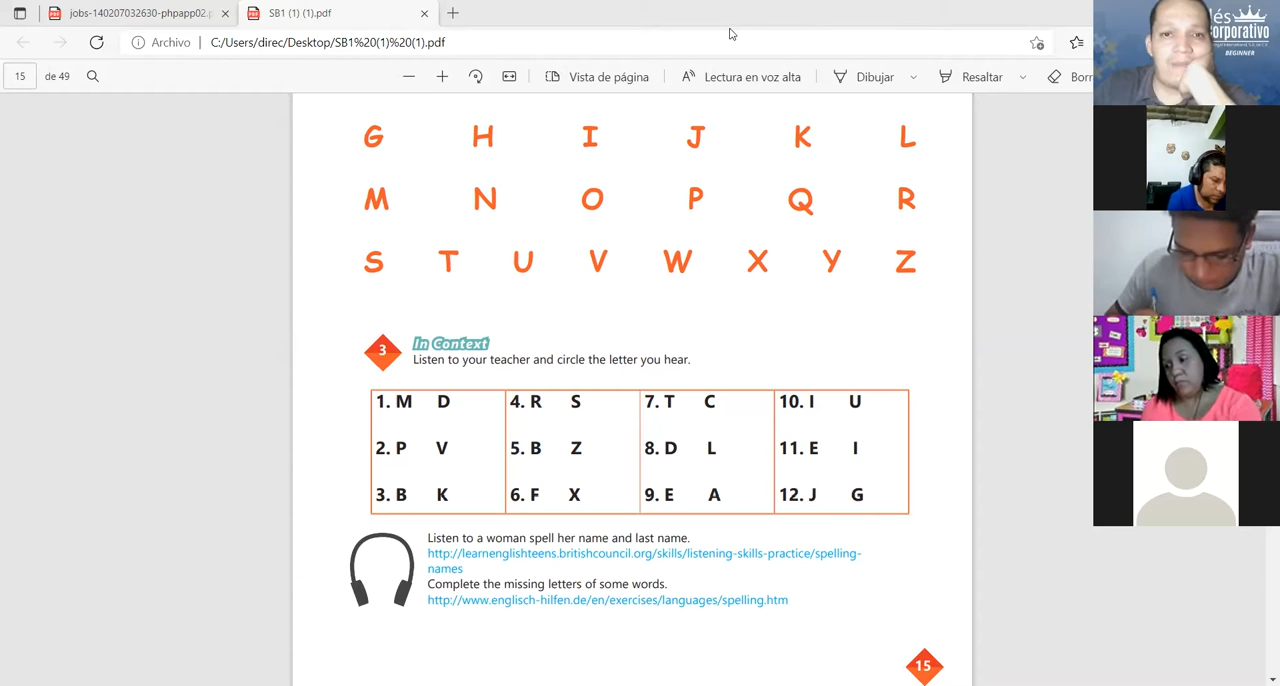 jobs-140207032630-phpapp02.p
SB1 (1) (1).pdf
Archivo | C:/Users/direc/Desktop/SB1%20(1)%20(1).pdf
15 de 49
Vista de página
Lectura en voz alta
Dibujar
Resaltar
Borr
G H I J K L
M N O P Q R
S T U V W X Y Z
3 In Context
Listen to your teacher and circle the letter you hear.
1. M D 4. R S 7. T C 10. I U
2. P V 5. B Z 8. D L 11. E I
3. B K 6. F X 9. E A 12. J G
Listen to a woman spell her name and last name.
http://learnenglishteens.britishcouncil.org/skills/listening-skills-practice/spelling-
names
Complete the missing letters of some words.
http://www.englisch-hilfen.de/en/exercises/languages/spelling.htm
15
lés
orporativo
BEGINNER